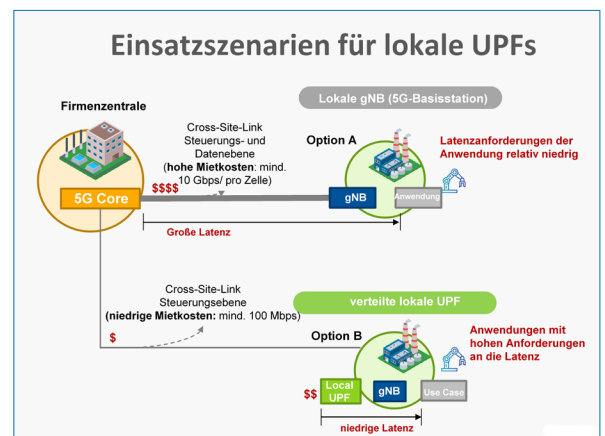 Einsatzszenarien für lokale UPFs
Lokale gNB (5G-Basisstation)
Firmenzentrale
Cross-Site-Link
Steuerungs- und
Datenebene
(hohe Mietkosten: mind.
10 Gbps/ pro Zelle)
Option A
Latenzanforderungen der
Anwendung relativ niedrig
5G Core
$$$$
gNB
Anwendung
Große Latenz
Cross-Site-Link
Steuerungsebene
(niedrige Mietkosten: mind. 100 Mbps)
$
verteilte lokale UPF
Option B
Anwendungen mit
hohen Anforderungen
an die Latenz
$$
Local
UPF
gNB
Use Case
niedrige Latenz